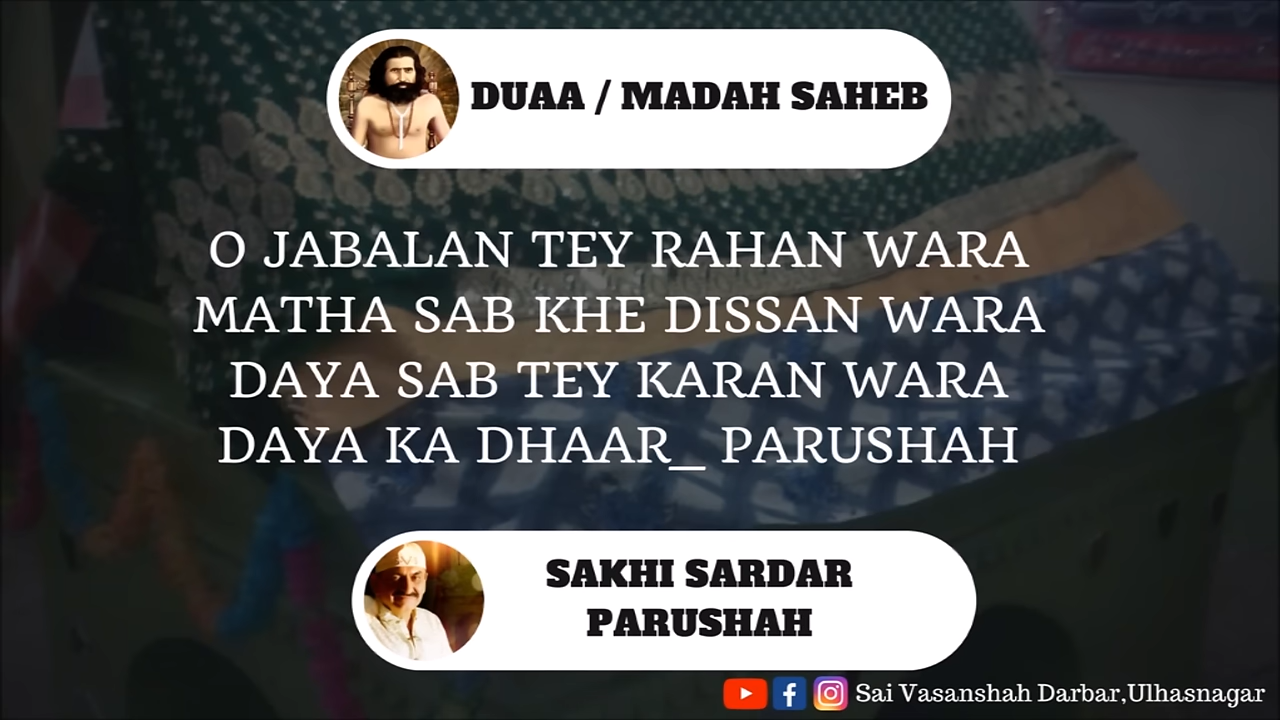 DUAA / MADAH SAHEB
O JABALAN TEY RAHAN WARA
MATHA SAB KHE DISSAN WARA
DAYA SAB TEY KARAN WARA
DAYA KA DHAAR_ PARUSHAH
SAKHI SARDAR
PARUSHAH
Sai Vasanshah Darbar,Ulhasnagar